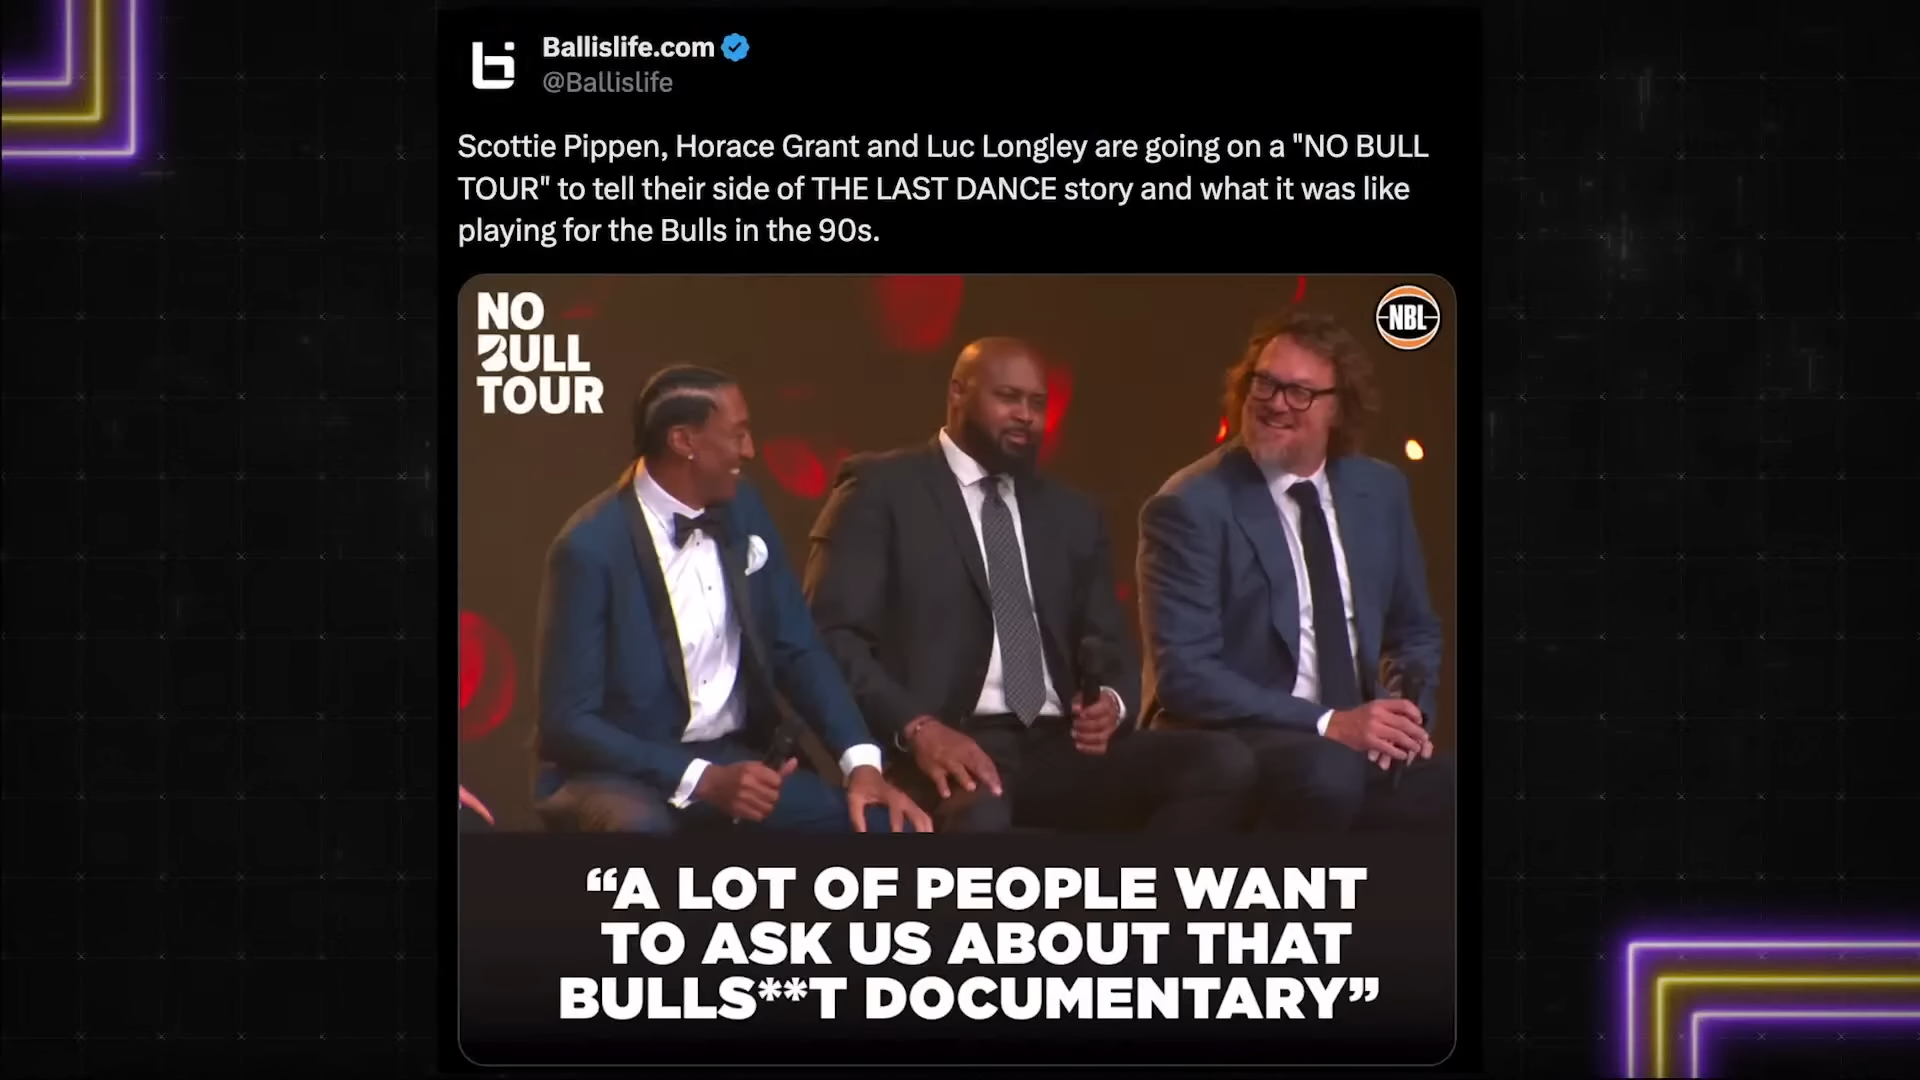 Ballislife.com
@Ballislife
Scottie Pippen, Horace Grant and Luc Longley are going on a "NO BULL
TOUR" to tell their side of THE LAST DANCE story and what it was like
playing for the Bulls in the 90s.
NO
BULL
TOUR
NBL
“A LOT OF PEOPLE WANT
TO ASK US ABOUT THAT
BULLS**T DOCUMENTARY”